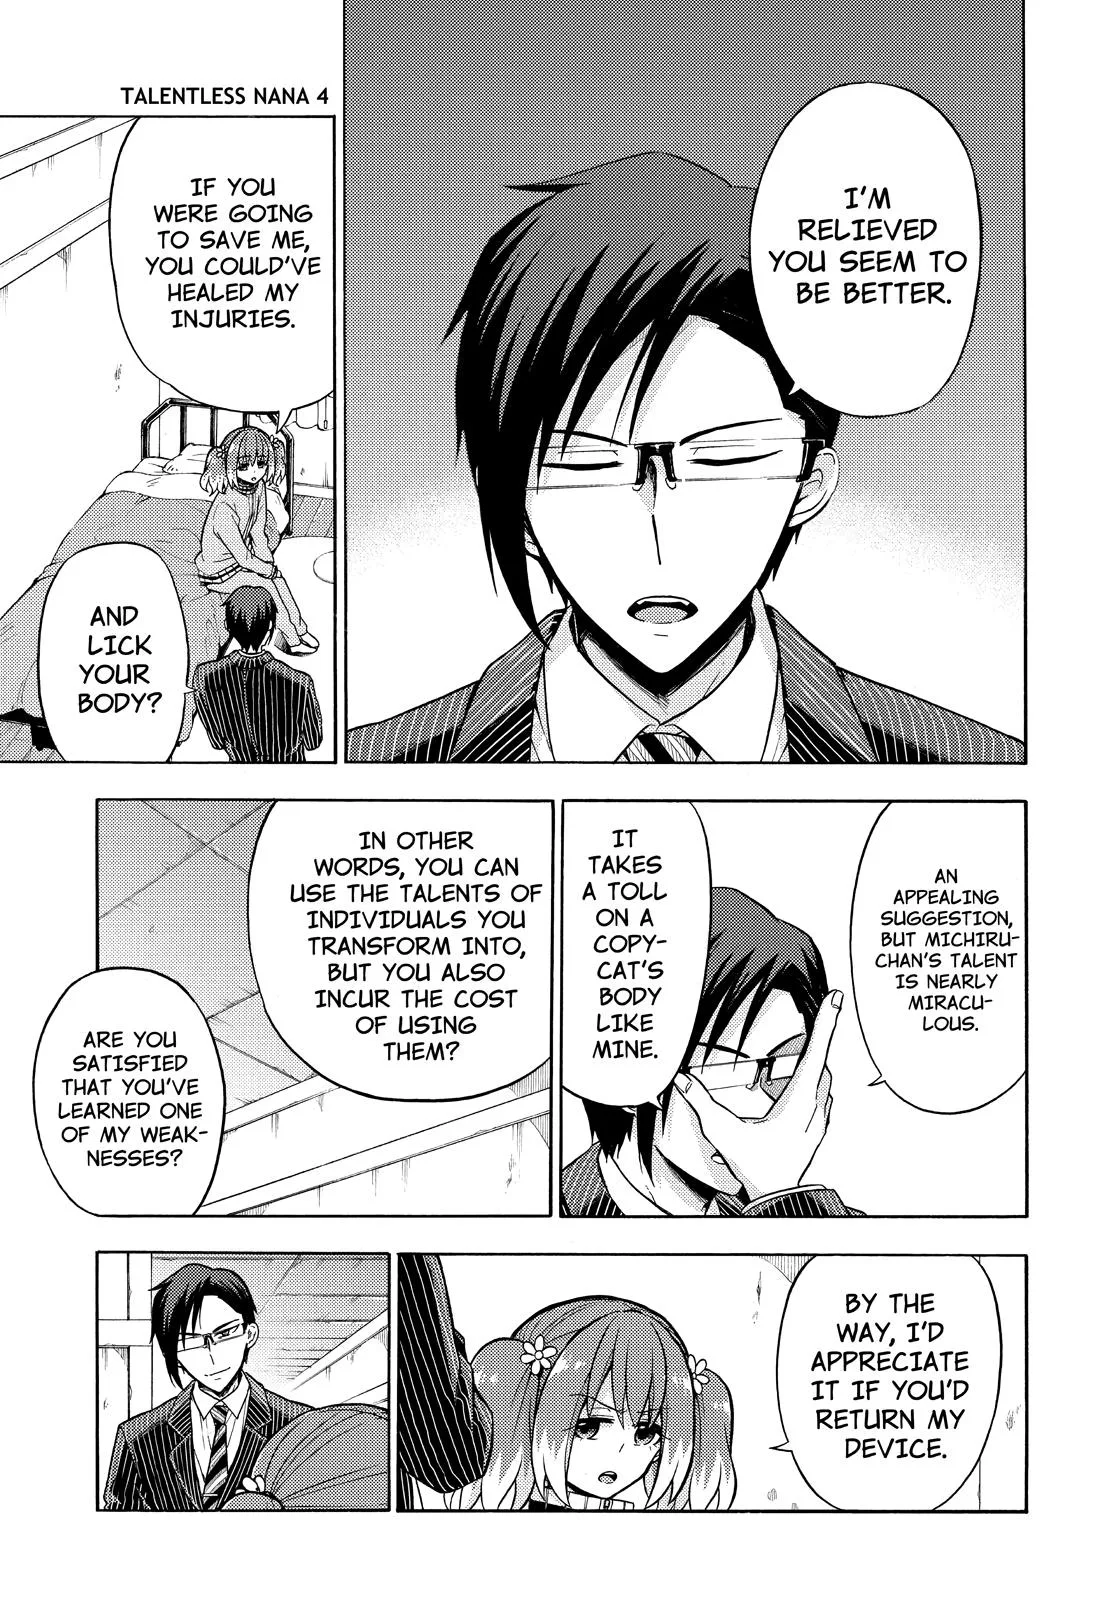 TALENTLESS NANA 4
I'M
RELIEVED
YOU SEEM TO
BE BETTER.
IF YOU
WERE GOING
TO SAVE ME,
YOU COULD'VE
HEALED MY
INJURIES.
AND
LICK
YOUR
BODY?
AN
APPEALING
SUGGESTION,
BUT MICHIRU-
CHAN'S TALENT
IS NEARLY
MIRACU-
LOUS.
IT
TAKES
A TOLL
ON A
COPY-
CAT'S
BODY
LIKE
MINE.
IN OTHER
WORDS, YOU CAN
USE THE TALENTS OF
INDIVIDUALS YOU
TRANSFORM INTO,
BUT YOU ALSO
INCUR THE COST
OF USING
THEM?
ARE YOU
SATISFIED
THAT YOU'VE
LEARNED ONE
OF MY WEAK-
NESSES?
BY THE
WAY, I'D
APPRECIATE
IT IF YOU'D
RETURN MY
DEVICE.